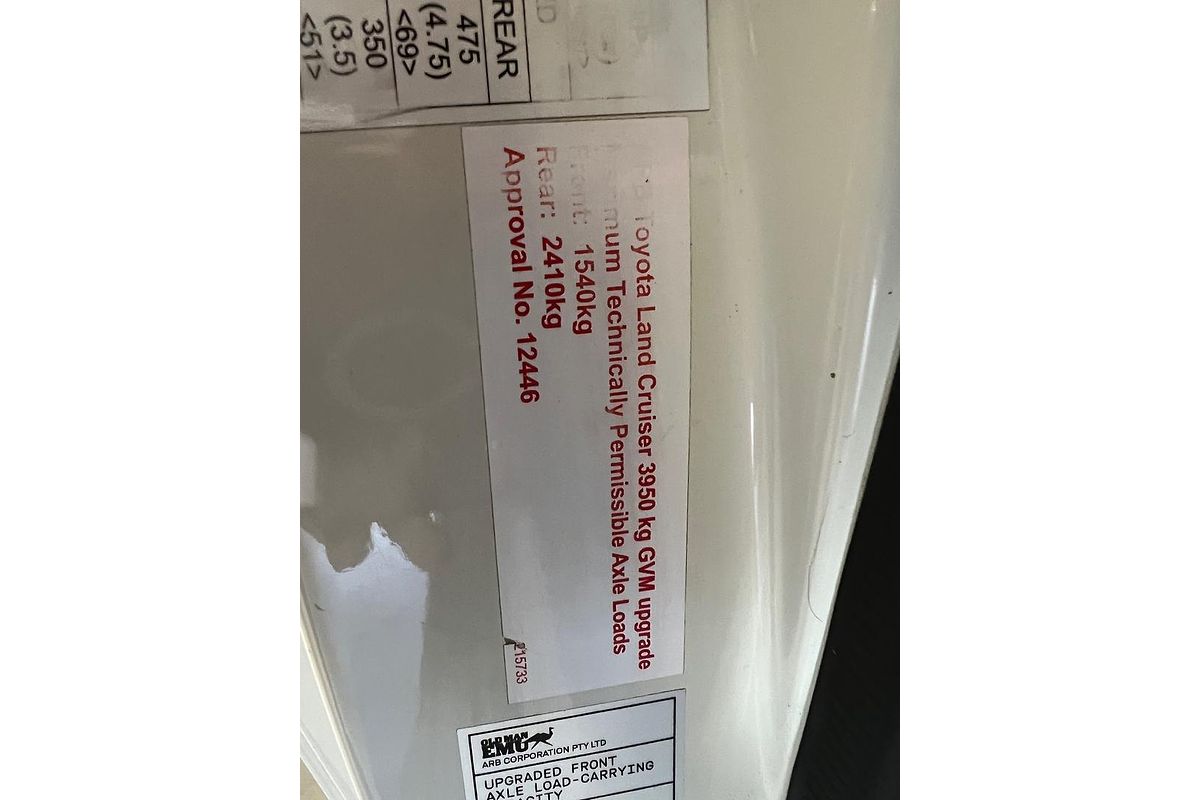 REAR
475
(4.75)
<69>
350
(3.5)
<51>
Toyota Land Cruiser 3950 kg GVM upgrade
Technically Permissible Axle Loads
Front: 1540kg
Rear: 2410kg
Approval No. 12446
215733
OLD MAN
EMU
ARB CORPORATION PTY LTD
UPGRADED FRONT
AXLE LOAD-CARRYING